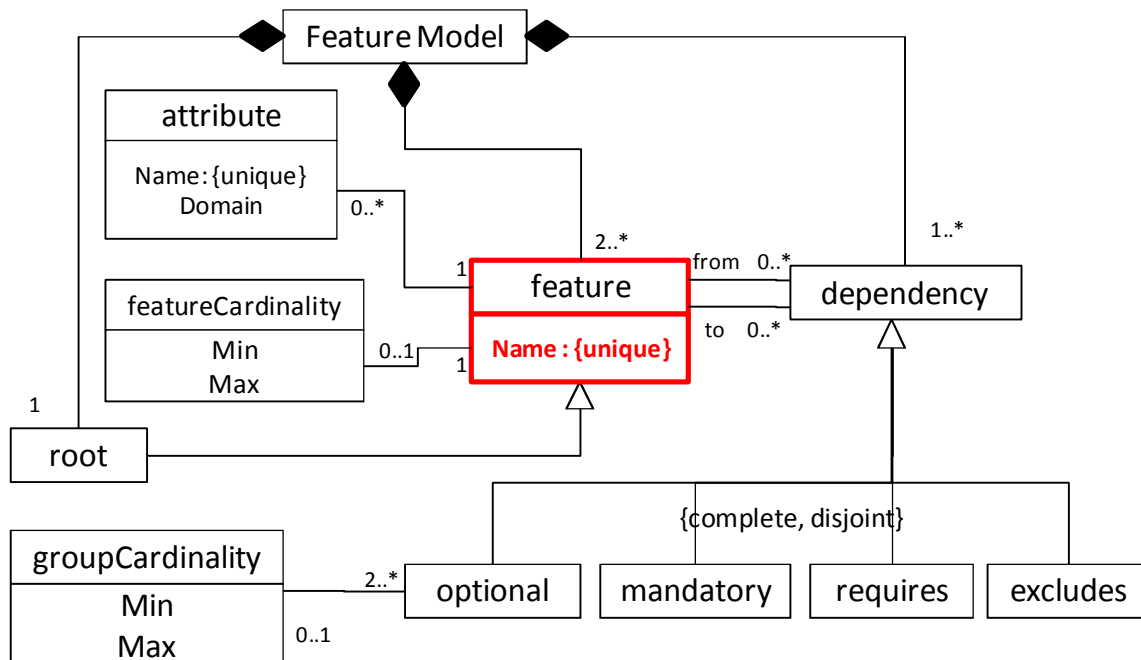 Feature Model
attribute
Name: {unique}
Domain
0..*
2..*
1..*
1
feature
from 0..*
dependency
featureCardinality
Min
Max
0..1
1
Name : {unique}
to 0..*
1
root
{complete, disjoint}
groupCardinality
Min
Max
2..*
0..1
optional
mandatory
requires
excludes